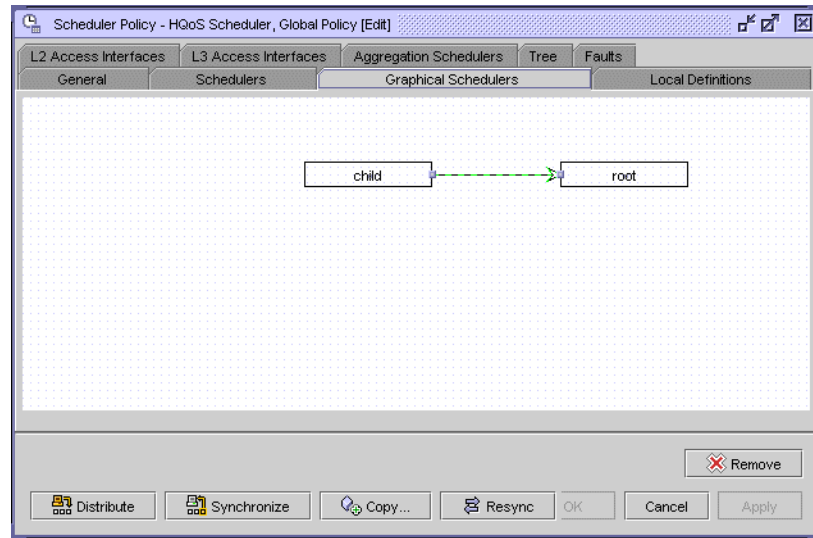 Scheduler Policy - HQoS Scheduler, Global Policy [Edit]
L2 Access Interfaces L3 Access Interfaces Aggregation Schedulers Tree Faults
General Schedulers Graphical Schedulers Local Definitions
child root
Remove
Distribute Synchronize Copy... Resync OK Cancel Apply